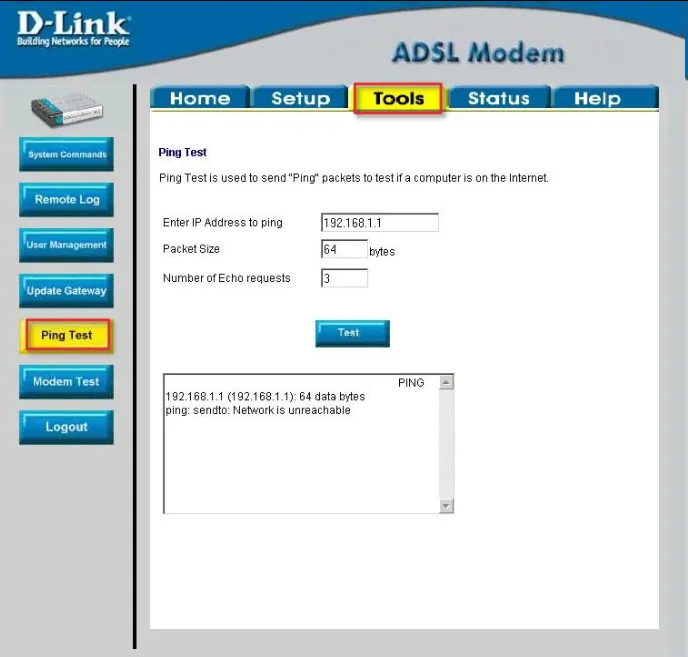 D-Link
Building Networks for People
ADSL Modem
Home Setup Tools Status Help
System Commands
Remote Log
User Management
Update Gateway
Ping Test
Modem Test
Logout
Ping Test
Ping Test is used to send "Ping" packets to test if a computer is on the Internet.
Enter IP Address to ping 192.168.1.1
Packet Size 64 bytes
Number of Echo requests 3
Test
PING
192.168.1.1 (192.168.1.1): 64 data bytes
ping: sendto: Network is unreachable